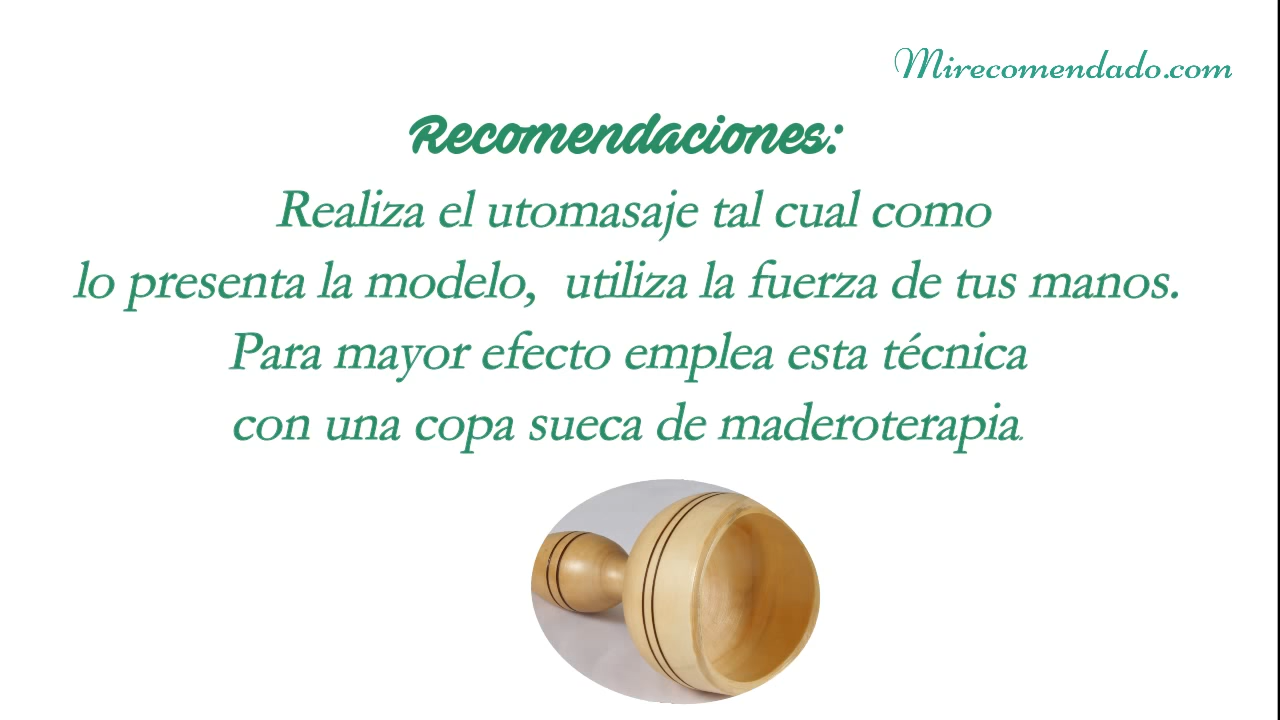 Mirecomendado.com
Recomendaciones:
Realiza el utomasaje tal cual como
lo presenta la modelo, utiliza la fuerza de tus manos.
Para mayor efecto emplea esta técnica
con una copa sueca de maderoterapia.